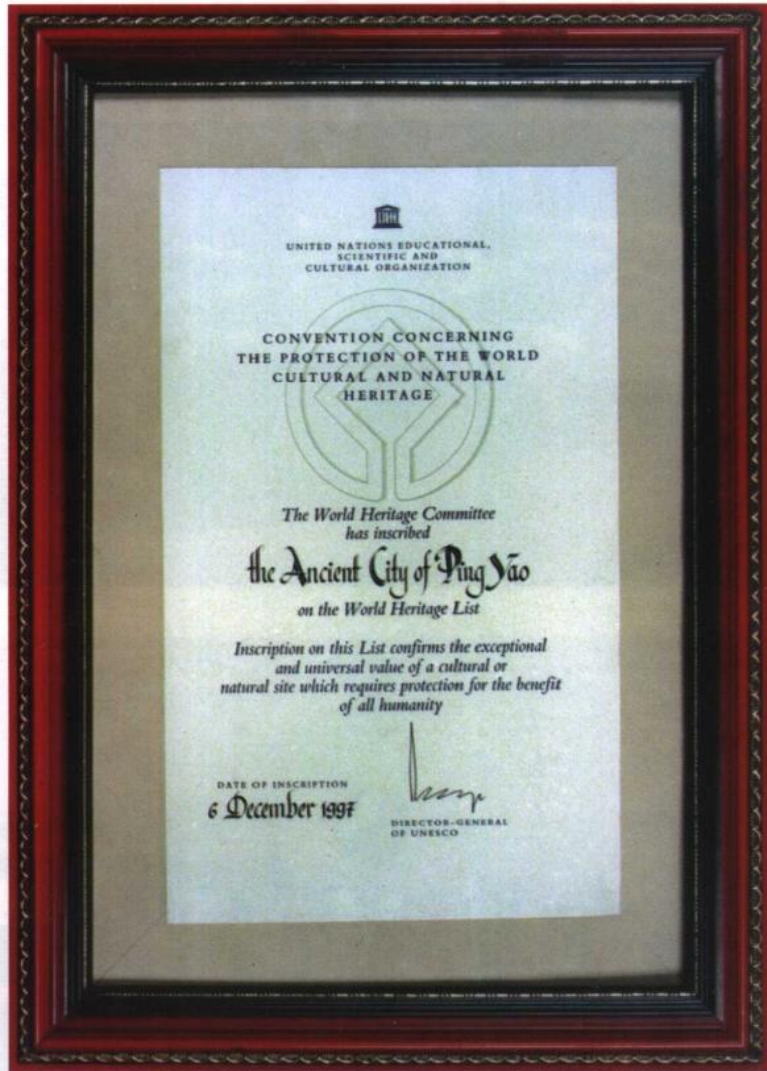 UNITED NATIONS EDUCATIONAL,
SCIENTIFIC AND
CULTURAL ORGANIZATION
CONVENTION CONCERNING
THE PROTECTION OF THE WORLD
CULTURAL AND NATURAL
HERITAGE
The World Heritage Committee
has inscribed
the Ancient City of Ping Yao
on the World Heritage List
Inscription on this List confirms the exceptional
and universal value of a cultural or
natural site which requires protection for the benefit
of all humanity
DATE OF INSCRIPTION
6 December 1997
DIRECTOR-GENERAL
OF UNESCO